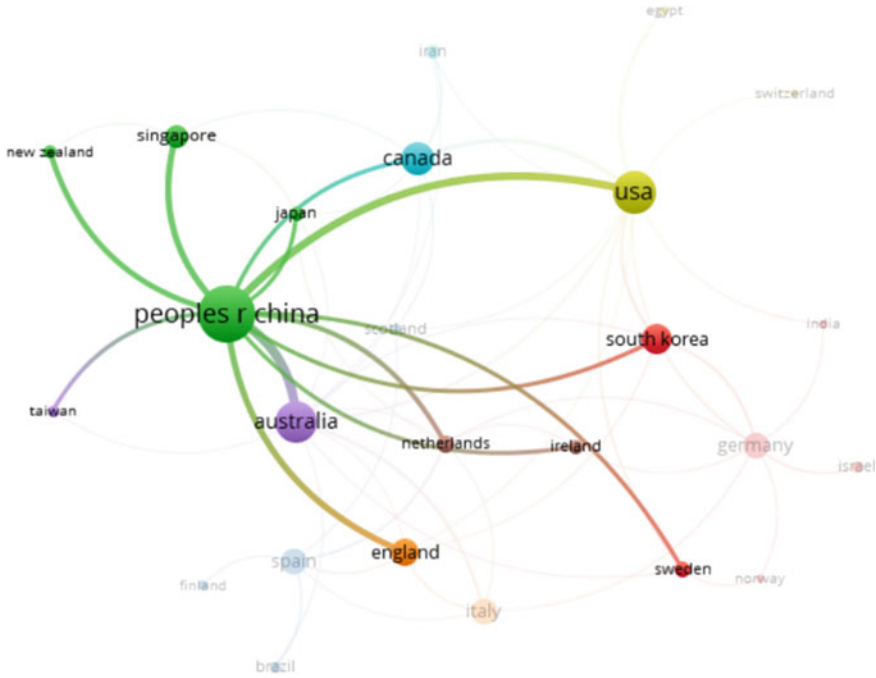 egypt
iran
switzerland
singapore
new zealand
canada
usa
japan
peoples r china
scotland
india
south korea
taiwan
australia
netherlands
ireland
germany
israel
england
spain
sweden
norway
finland
italy
brazil